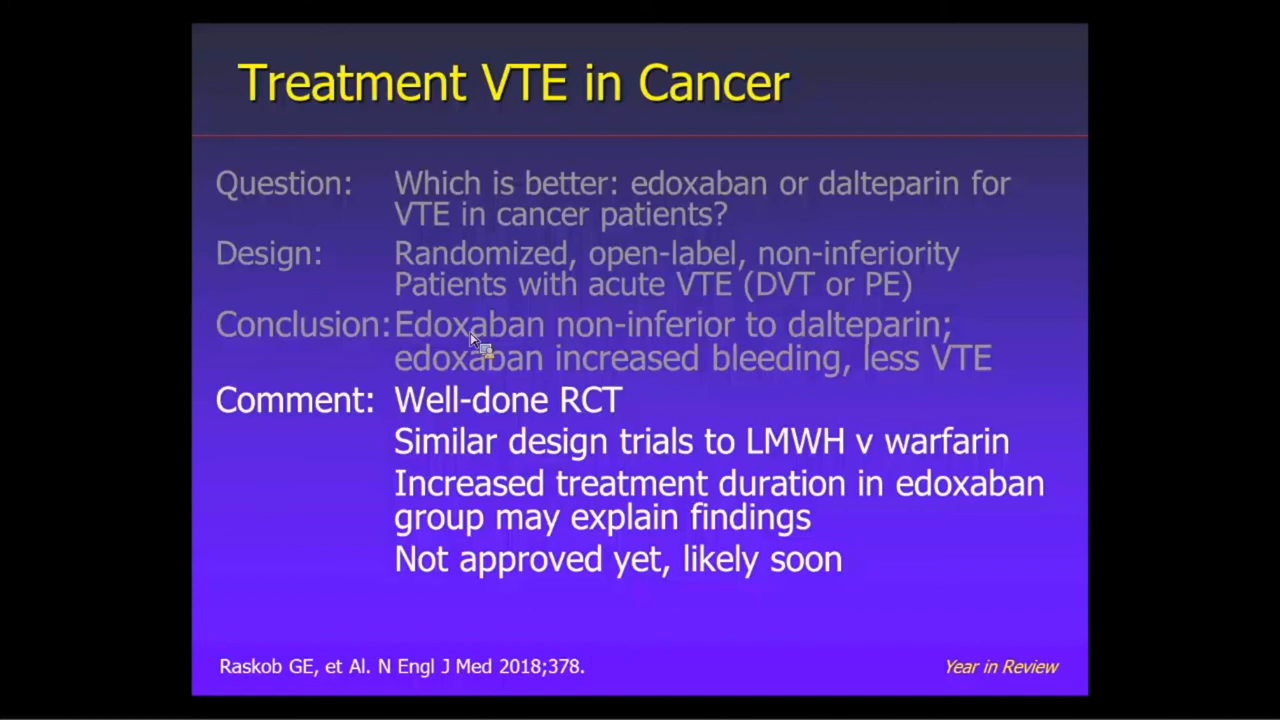 Treatment VTE in Cancer
Question: Which is better: edoxaban or dalteparin for
VTE in cancer patients?
Design: Randomized, open-label, non-inferiority
Patients with acute VTE (DVT or PE)
Conclusion: Edoxaban non-inferior to dalteparin;
edoxaban increased bleeding, less VTE
Comment: Well-done RCT
Similar design trials to LMWH v warfarin
Increased treatment duration in edoxaban
group may explain findings
Not approved yet, likely soon
Raskob GE, et Al. N Engl J Med 2018;378.
Year in Review